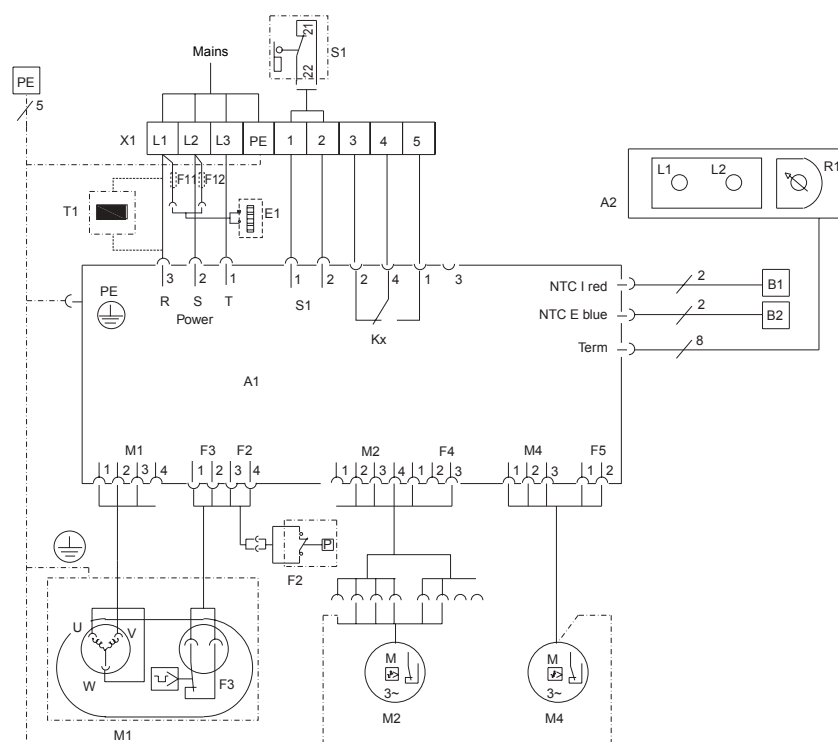 21
22
S1
Mains
PE
5
X1 L1 L2 L3 PE 1 2 3 4 5
F11 F12
T1
E1
L1 L2 R1
A2
3 2 1 1 2 2 4 1 3
PE
R S T S1
Power
Kx
NTC I red 2 B1
NTC E blue 2 B2
Term 8
A1
M1 F3 F2 M2 F4 M4 F5
1 2 3 4 1 2 3 4 1 2 3 4 1 2 3 1 2 3 1 2
P
F2
U V
W
F3
M
3~
M
3~
M1
M2
M4